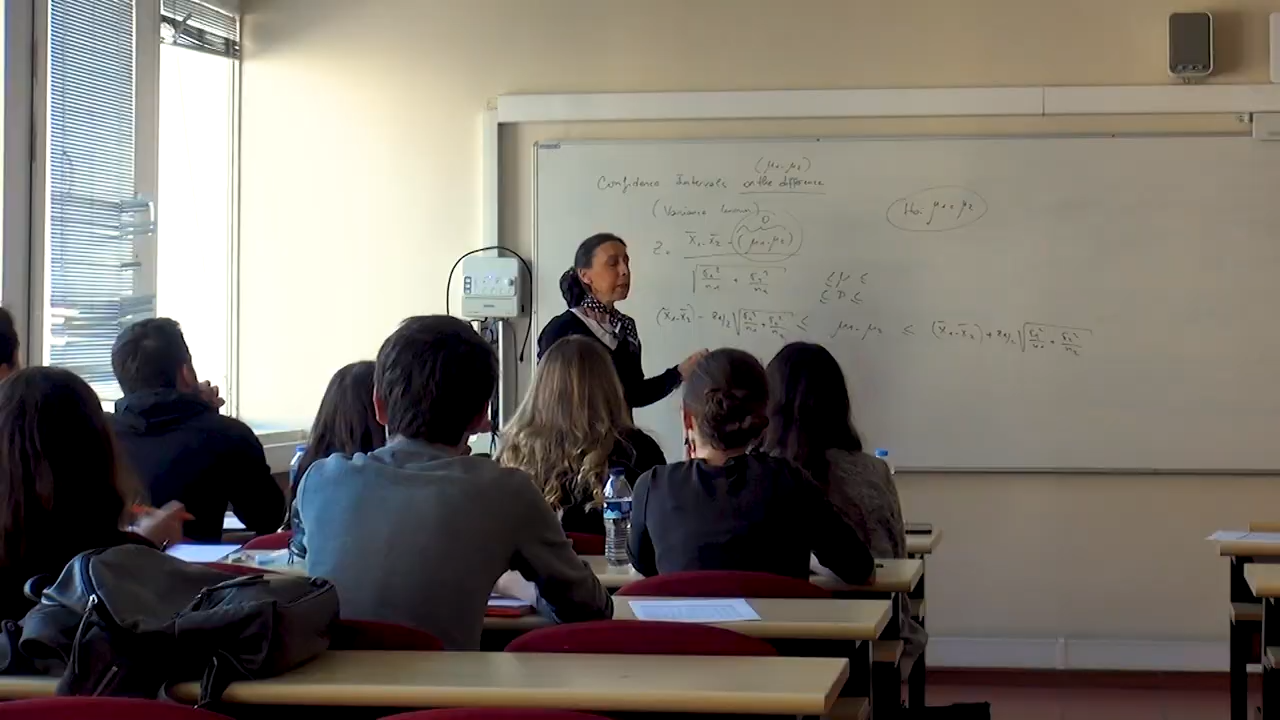 (μ₁-μ₂)
Confidence Intervals on the difference
(Variance known)
H₀: μ₁=μ₂
0
Z = X̄₁-X̄₂ - (μ₁-μ₂)
√ σ₁²/n₁ + σ₂²/n₂
≤ μ ≤
≤ ≤
(X̄₁-X̄₂) - Zα/2 √ σ₁²/n₁ + σ₂²/n₂ ≤ μ₁-μ₂ ≤ (X̄₁-X̄₂) + Zα/2 √ σ₁²/n₁ + σ₂²/n₂